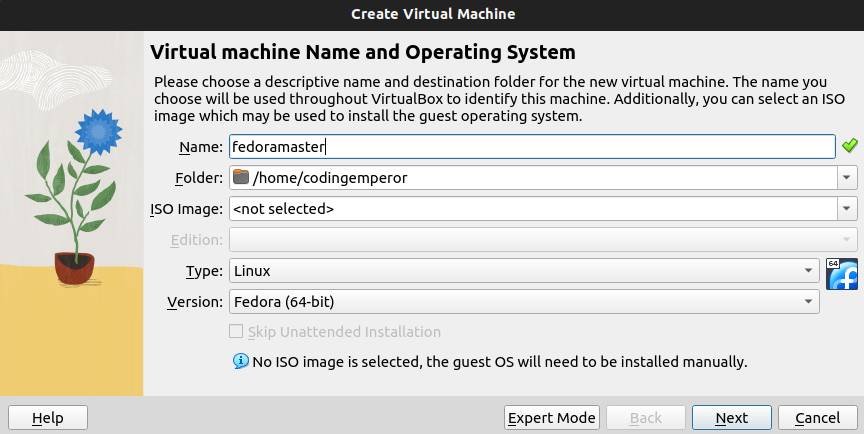 Create Virtual Machine
Virtual machine Name and Operating System
Please choose a descriptive name and destination folder for the new virtual machine. The name you
choose will be used throughout VirtualBox to identify this machine. Additionally, you can select an ISO
image which may be used to install the guest operating system.
Name: fedoramaster
Folder: /home/codingemperor
ISO Image: <not selected>
Edition:
Type: Linux
64
Version: Fedora (64-bit)
Skip Unattended Installation
No ISO image is selected, the guest OS will need to be installed manually.
Help Expert Mode Back Next Cancel